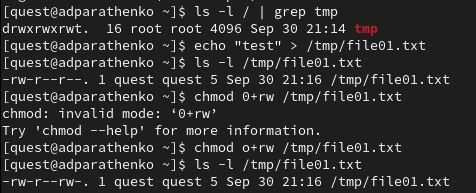 [quest@adparathenko ~]$ ls -l / | grep tmp
drwxrwxrwt.  16 root root 4096 Sep 30 21:14 tmp
[quest@adparathenko ~]$ echo "test" > /tmp/file01.txt
[quest@adparathenko ~]$ ls -l /tmp/file01.txt
-rw-r--r--. 1 quest quest 5 Sep 30 21:16 /tmp/file01.txt
[quest@adparathenko ~]$ chmod 0+rw /tmp/file01.txt
chmod: invalid mode: ‘0+rw’
Try 'chmod --help' for more information.
[quest@adparathenko ~]$ chmod o+rw /tmp/file01.txt
[quest@adparathenko ~]$ ls -l /tmp/file01.txt
-rw-r--rw-. 1 quest quest 5 Sep 30 21:16 /tmp/file01.txt